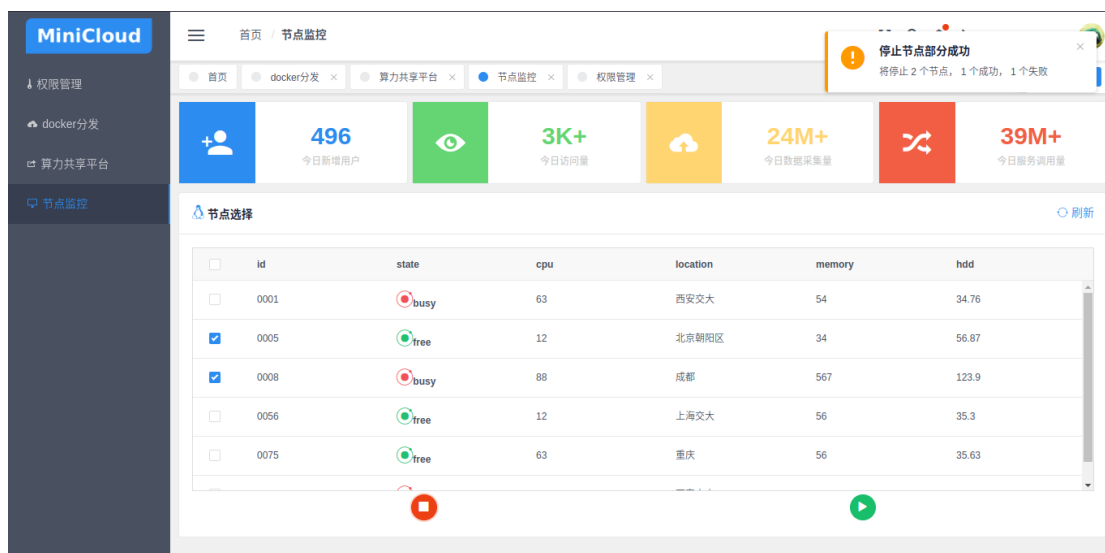 MiniCloud
首页 / 节点监控
停止节点部分成功
将停止 2 个节点， 1 个成功， 1 个失败
权限管理
docker分发
算力共享平台
节点监控
首页 docker分发 算力共享平台 节点监控 权限管理
496 3K+ 24M+ 39M+
今日新增用户 今日访问量 今日数据采集量 今日服务调用量
节点选择 刷新
id state cpu location memory hdd
0001 busy 63 西安交大 54 34.76
0005 free 12 北京朝阳区 34 56.87
0008 busy 88 成都 567 123.9
0056 free 12 上海交大 56 35.3
0075 free 63 重庆 56 35.63